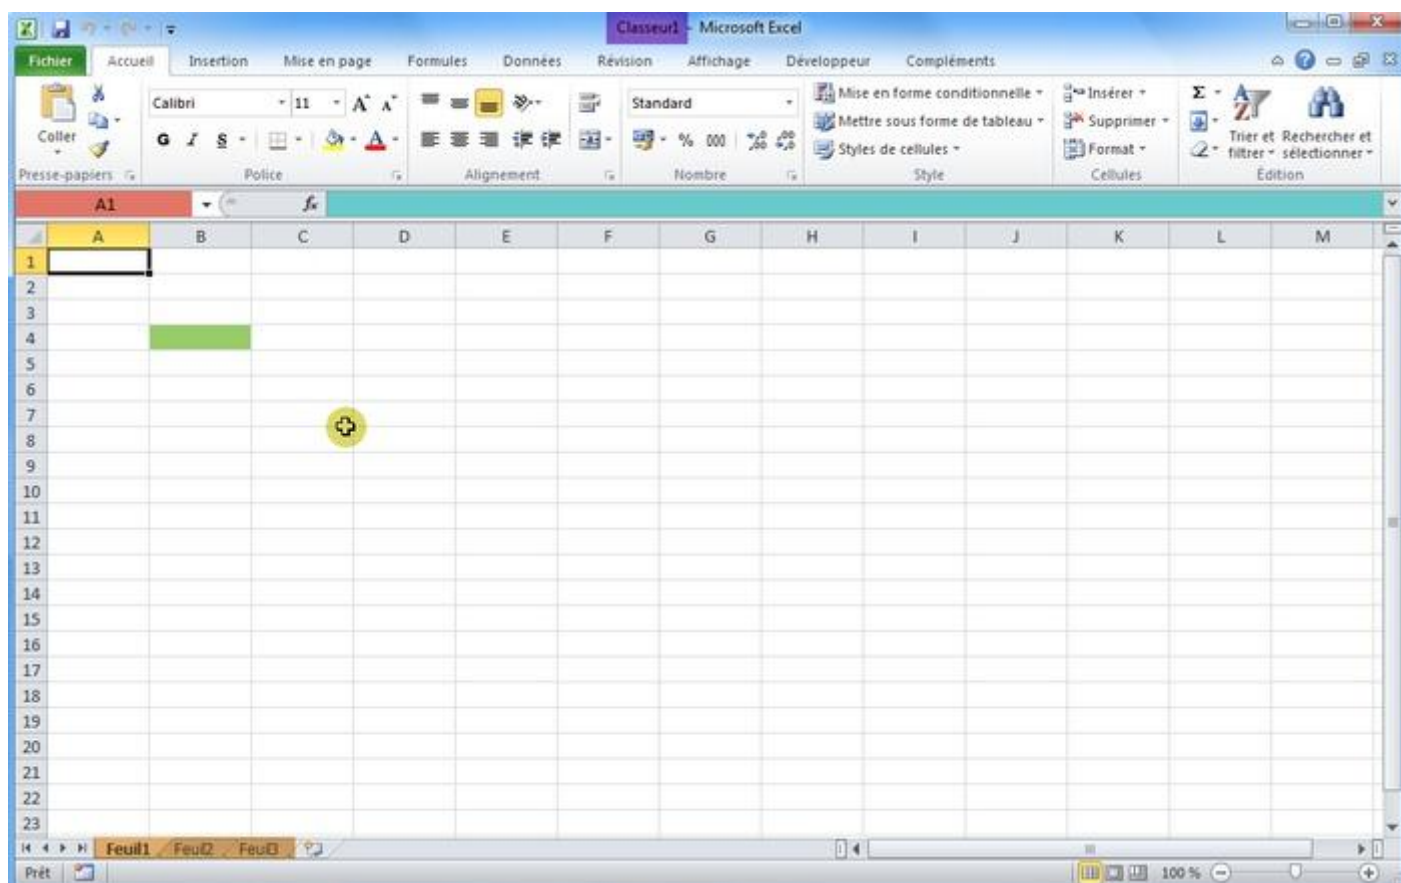 Classeur1 - Microsoft Excel
Fichier Accueil Insertion Mise en page Formules Données Révision Affichage Développeur Compléments
Calibri 11 A A Standard Mise en forme conditionnelle Insérer Σ
Coller G I S A % 000 Mettre sous forme de tableau Supprimer Trier et filtrer Rechercher et sélectionner
Styles de cellules Format
Presse-papiers Police Alignement Nombre Style Cellules Édition
A1 fx
A B C D E F G H I J K L M
1
2
3
4
5
6
7
8
9
10
11
12
13
14
15
16
17
18
19
20
21
22
23
Feuil1 Feuil2 Feuil3
Prêt 100 %